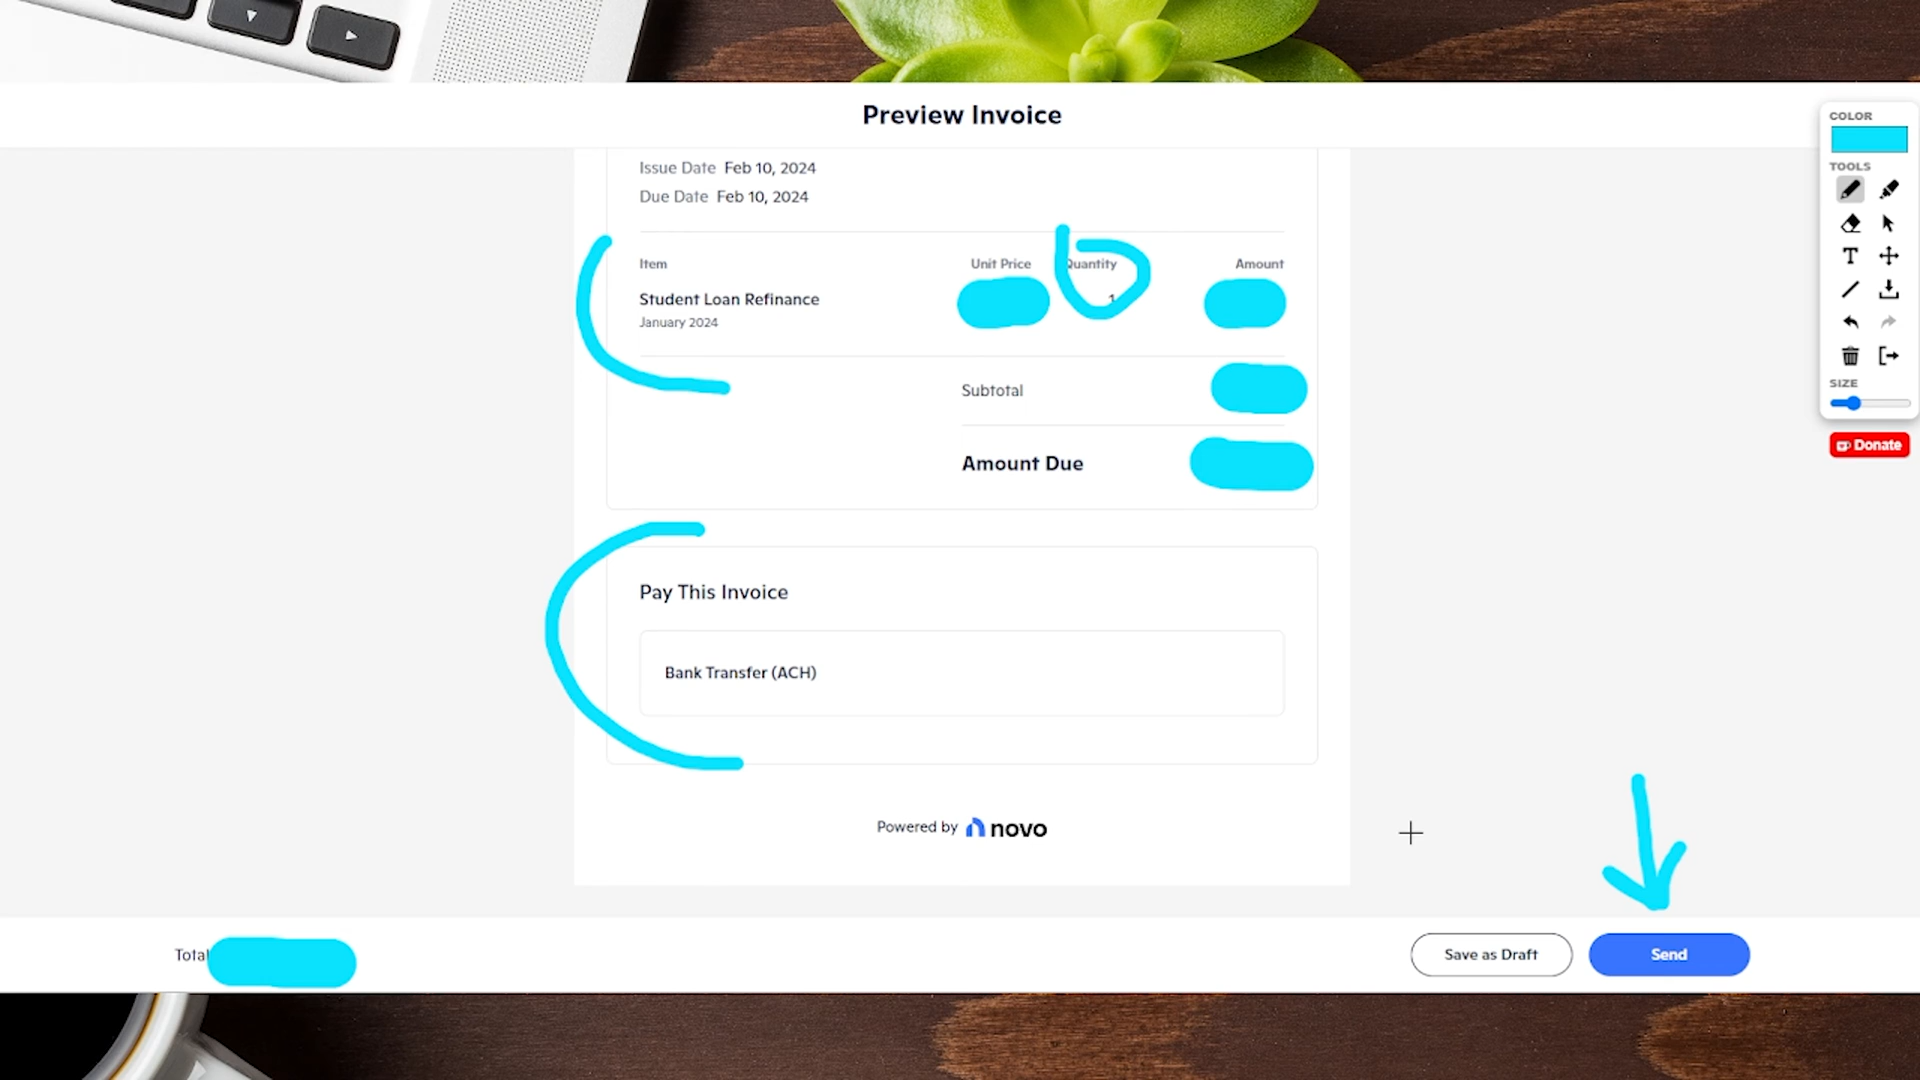 Preview Invoice
COLOR
TOOLS
SIZE
Donate
Issue Date Feb 10, 2024
Due Date Feb 10, 2024
Item Unit Price Quantity Amount
Student Loan Refinance 1
January 2024
Subtotal
Amount Due
Pay This Invoice
Bank Transfer (ACH)
Powered by novo
Total
Save as Draft Send